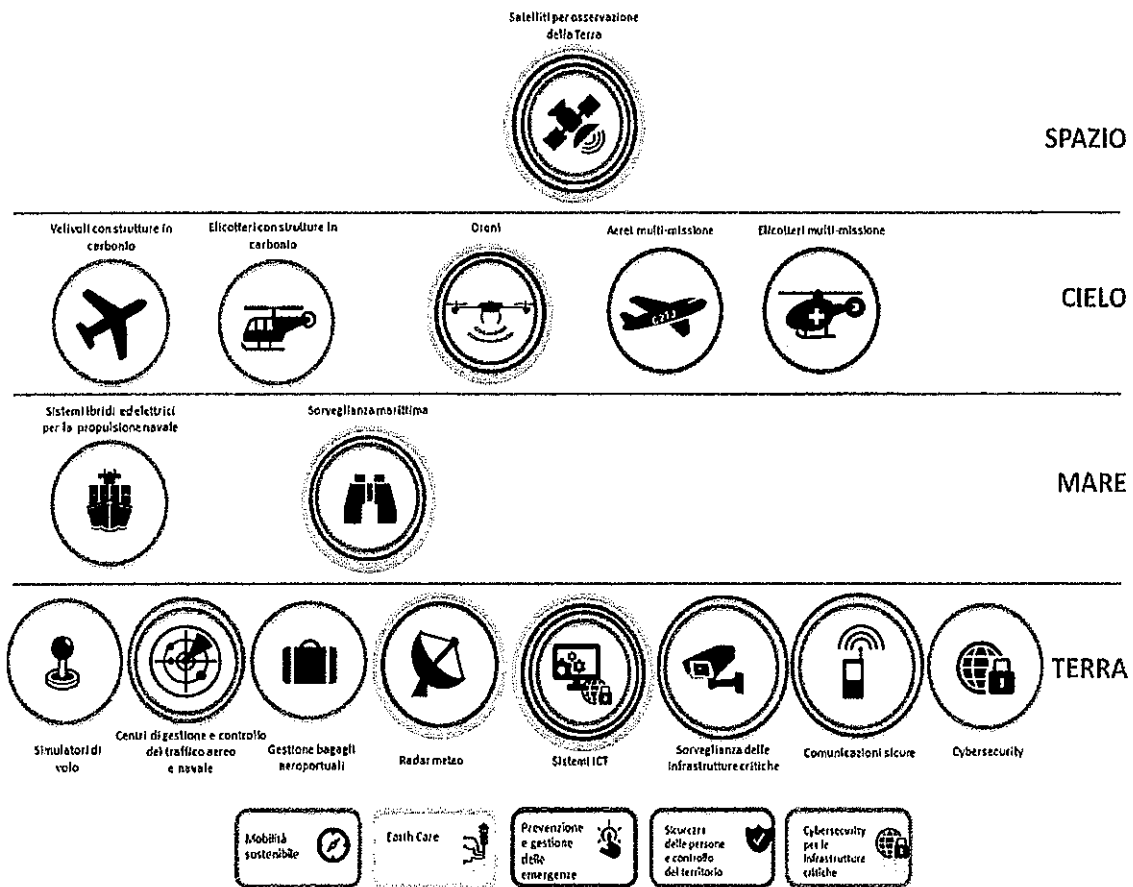 Satelliti per osservazione
della Terra
SPAZIO
Velivoli con strutture in
carbonio
Elicotteri con strutture in
carbonio
Droni
Aerei multi-missione
Elicotteri multi-missione
C233
CIELO
Sistemi ibridi ed elettrici
per la propulsione navale
Sorveglianza marittima
MARE
TERRA
Simulatori di
volo
Centri di gestione e controllo
del traffico aereo
e navale
Gestione bagagli
aeroportuali
Radar meteo
Sistemi ICT
Sorveglianza delle
infrastrutture critiche
Comunicazioni sicure
Cybersecurity
Mobilità
sostenibile
Earth Care
Prevenzione
e gestione
delle
emergenze
Sicurezza
delle persone
e controllo
del territorio
Cybersecurity
per le
infrastrutture
critiche